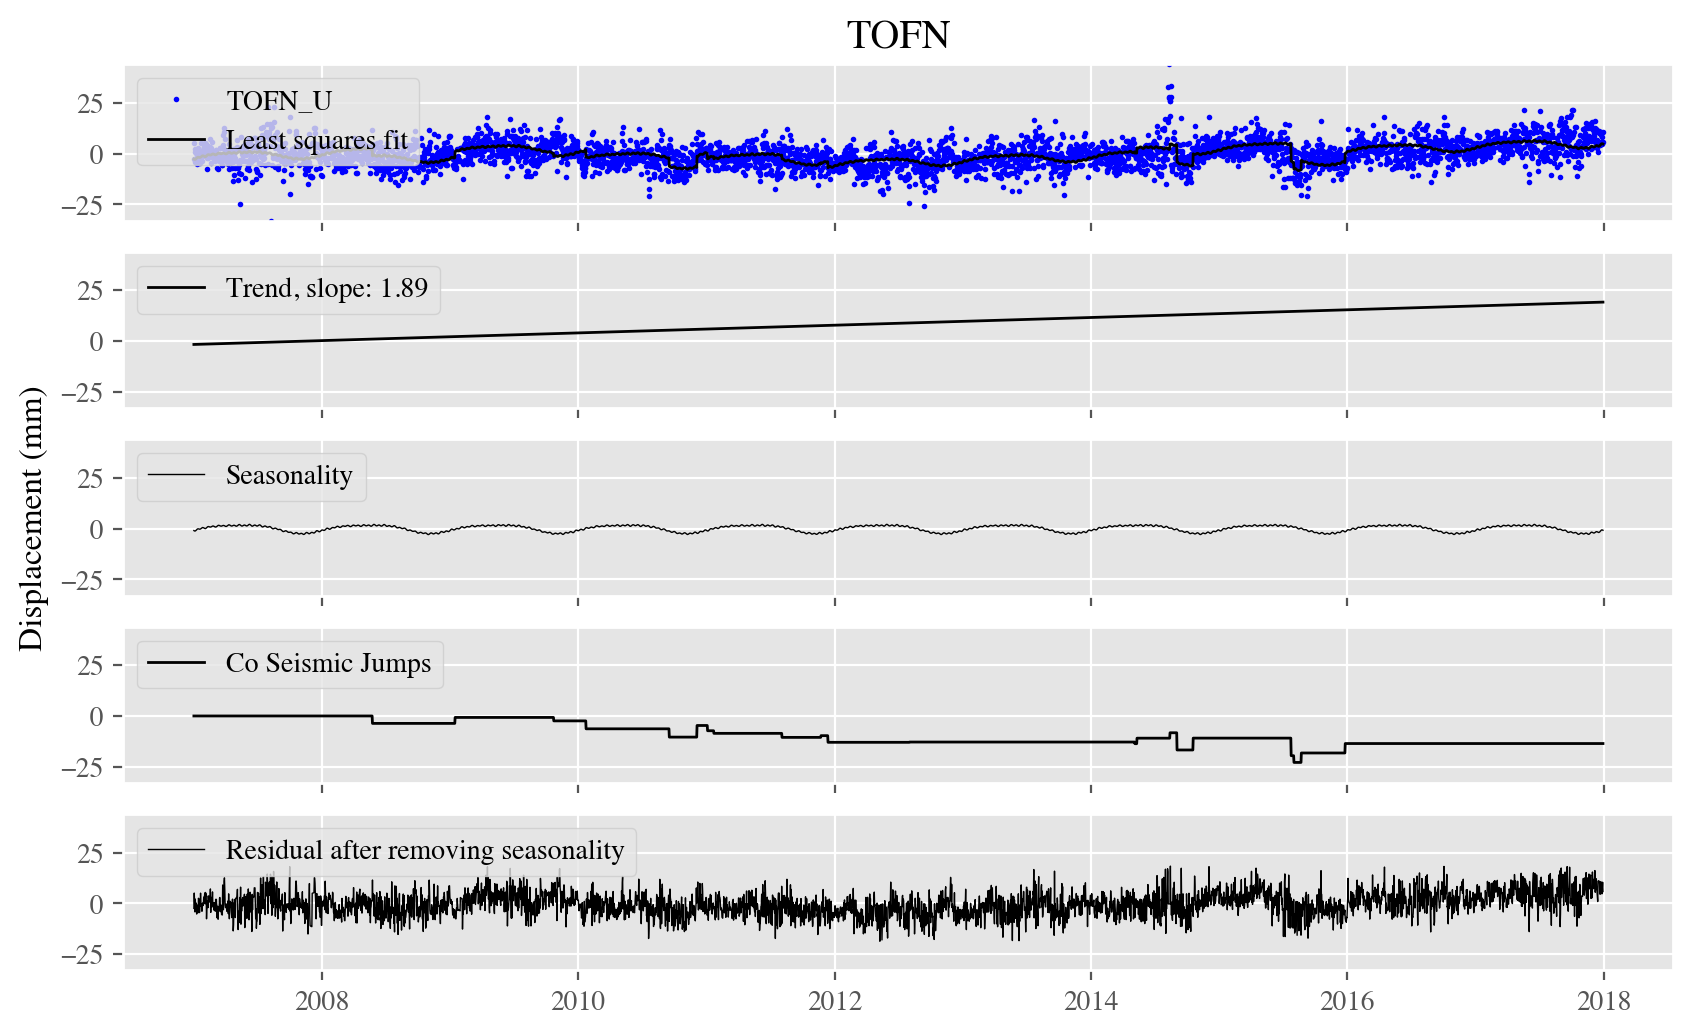 TOFN
TOFN_U
Least squares fit
25
0
−25
Trend, slope: 1.89
25
0
−25
Displacement (mm)
Seasonality
25
0
−25
Co Seismic Jumps
25
0
−25
Residual after removing seasonality
25
0
−25
2008 2010 2012 2014 2016 2018